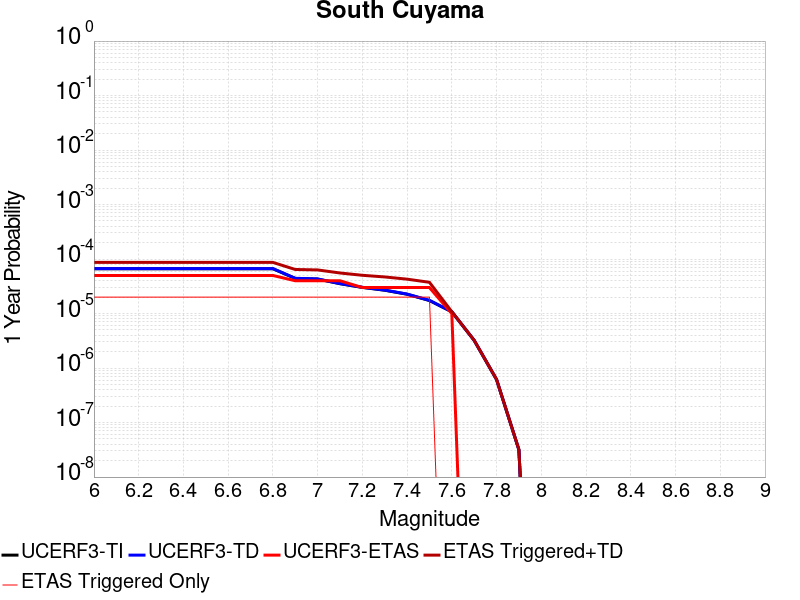 South Cuyama
10^0
10^-1
10^-2
10^-3
10^-4
10^-5
10^-6
10^-7
10^-8
1 Year Probability
6 6.2 6.4 6.6 6.8 7 7.2 7.4 7.6 7.8 8 8.2 8.4 8.6 8.8 9
Magnitude
UCERF3-TI UCERF3-TD UCERF3-ETAS ETAS Triggered+TD
ETAS Triggered Only